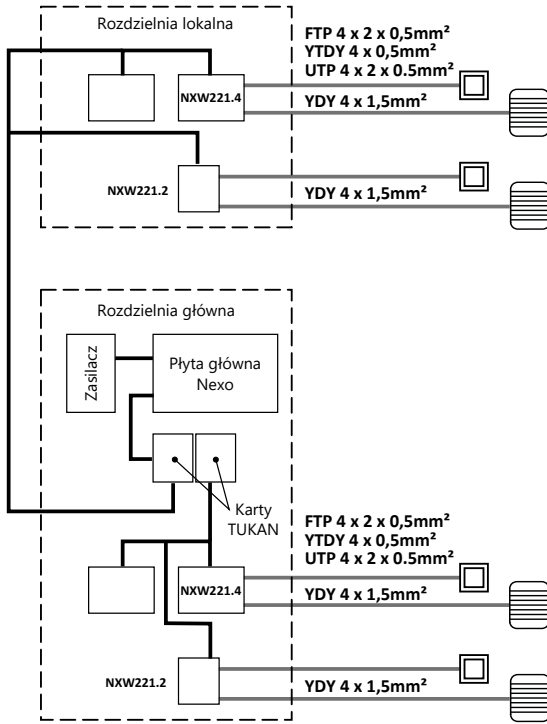 Rozdzielnia lokalna
FTP 4 x 2 x 0,5mm²
YTDY 4 x 0,5mm²
UTP 4 x 2 x 0.5mm²
NXW221.4
YDY 4 x 1,5mm²
NXW221.2
YDY 4 x 1,5mm²
Rozdzielnia główna
Zasilacz
Płyta główna
Nexo
Karty
TUKAN
FTP 4 x 2 x 0,5mm²
YTDY 4 x 0,5mm²
UTP 4 x 2 x 0.5mm²
NXW221.4
YDY 4 x 1,5mm²
NXW221.2
YDY 4 x 1,5mm²